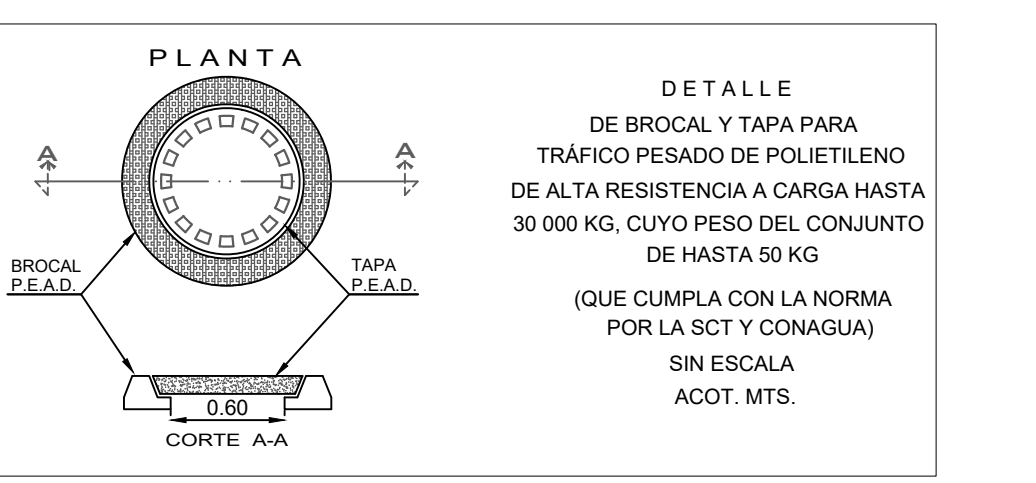 PLANTA
A A
BROCAL
P.E.A.D.
TAPA
P.E.A.D.
0.60
CORTE A-A
DETALLE
DE BROCAL Y TAPA PARA
TRÁFICO PESADO DE POLIETILENO
DE ALTA RESISTENCIA A CARGA HASTA
30 000 KG, CUYO PESO DEL CONJUNTO
DE HASTA 50 KG
(QUE CUMPLA CON LA NORMA
POR LA SCT Y CONAGUA)
SIN ESCALA
ACOT. MTS.